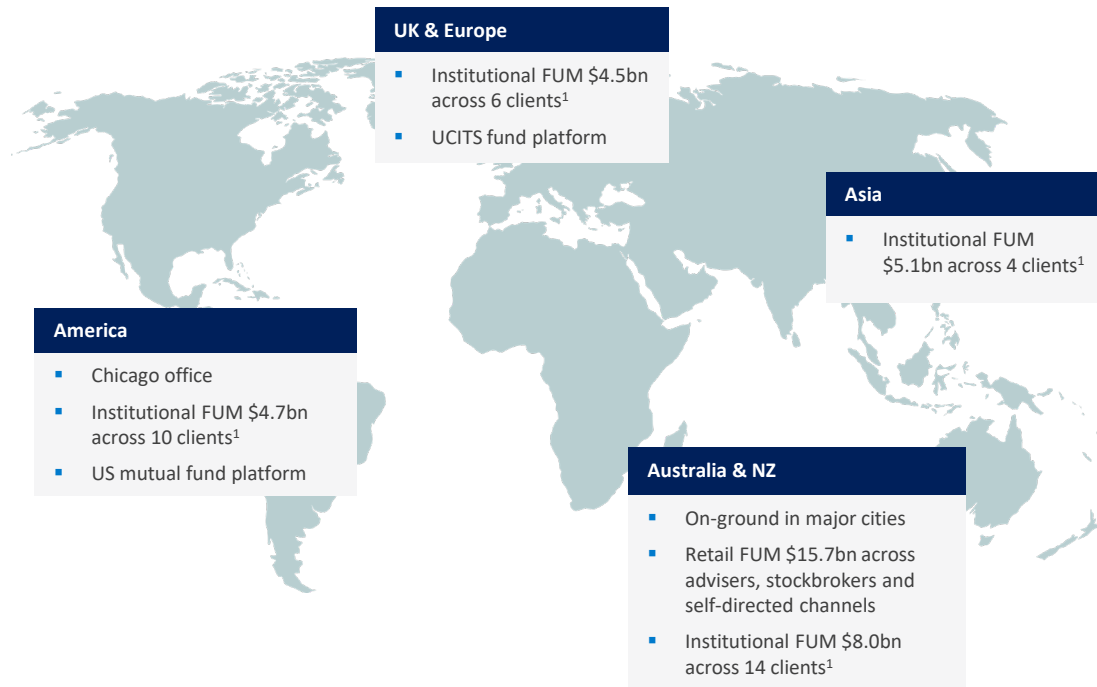 UK & Europe
▪ Institutional FUM $4.5bn
across 6 clients¹
▪ UCITS fund platform
Asia
▪ Institutional FUM
$5.1bn across 4 clients¹
America
▪ Chicago office
▪ Institutional FUM $4.7bn
across 10 clients¹
▪ US mutual fund platform
Australia & NZ
▪ On-ground in major cities
▪ Retail FUM $15.7bn across
advisers, stockbrokers and
self-directed channels
▪ Institutional FUM $8.0bn
across 14 clients¹